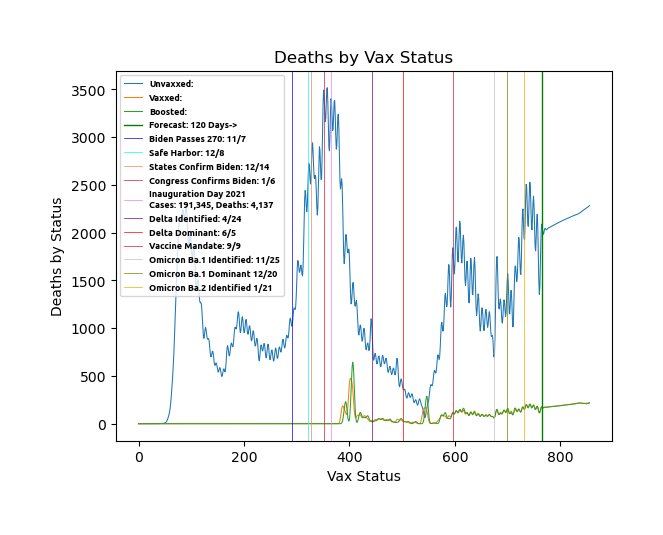 Deaths by Vax Status
Deaths by Status
3500
3000
2500
2000
1500
1000
500
0
Unvaxxed:
Vaxxed:
Boosted:
Forecast: 120 Days->
Biden Passes 270: 11/7
Safe Harbor: 12/8
States Confirm Biden: 12/14
Congress Confirms Biden: 1/6
Inauguration Day 2021
Cases: 191,345, Deaths: 4,137
Delta Identified: 4/24
Delta Dominant: 6/5
Vaccine Mandate: 9/9
Omicron Ba.1 Identified: 11/25
Omicron Ba.1 Dominant 12/20
Omicron Ba.2 Identified 1/21
0 200 400 600 800
Vax Status